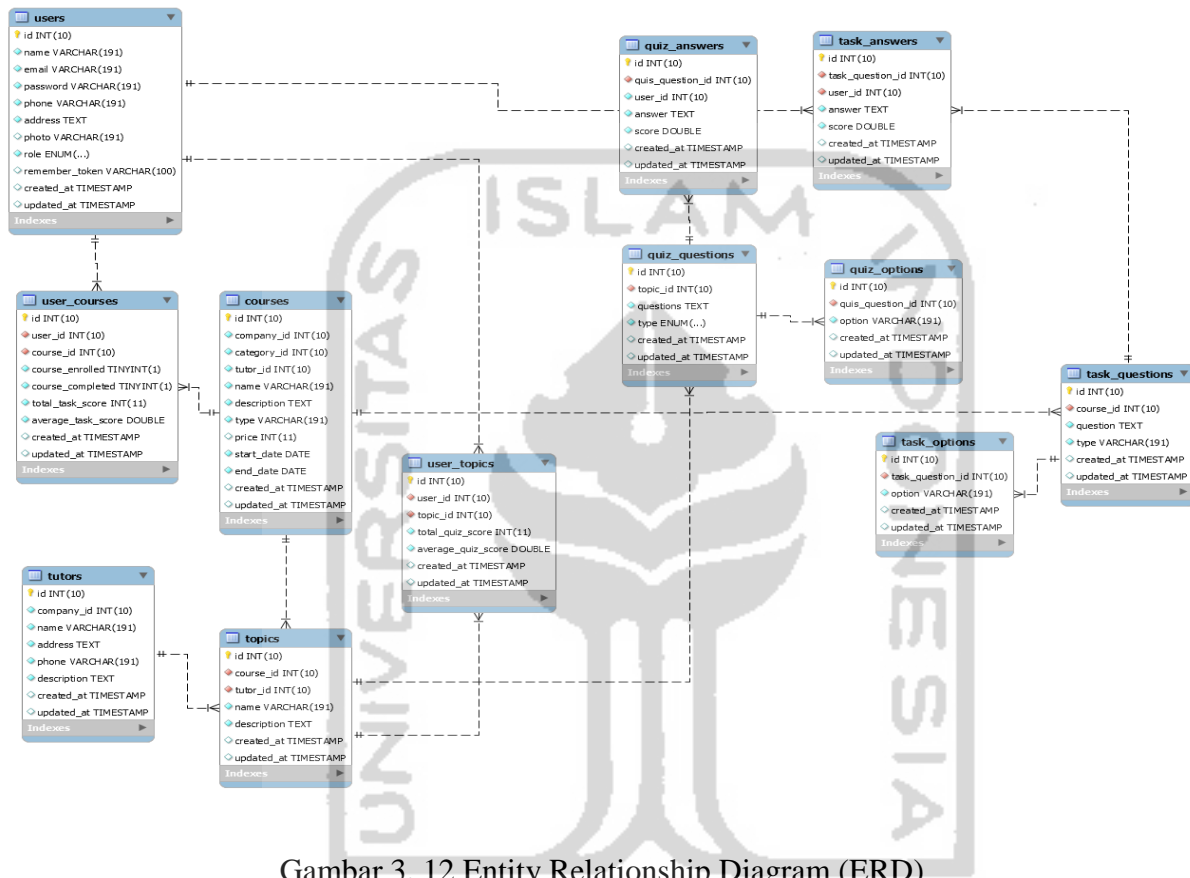 users
id INT(10)
name VARCHAR(191)
email VARCHAR(191)
password VARCHAR(191)
phone VARCHAR(191)
address TEXT
photo VARCHAR(191)
role ENUM(...)
remember_token VARCHAR(100)
created_at TIMESTAMP
updated_at TIMESTAMP
Indexes
quiz_answers
id INT(10)
quis_question_id INT(10)
user_id INT(10)
answer TEXT
score DOUBLE
created_at TIMESTAMP
updated_at TIMESTAMP
Indexes
task_answers
id INT(10)
task_question_id INT(10)
user_id INT(10)
answer TEXT
score DOUBLE
created_at TIMESTAMP
updated_at TIMESTAMP
Indexes
quiz_questions
id INT(10)
topic_id INT(10)
questions TEXT
type ENUM(...)
created_at TIMESTAMP
updated_at TIMESTAMP
Indexes
quiz_options
id INT(10)
quis_question_id INT(10)
option VARCHAR(191)
created_at TIMESTAMP
updated_at TIMESTAMP
Indexes
user_courses
id INT(10)
user_id INT(10)
course_id INT(10)
course_enrolled TINYINT(1)
course_completed TINYINT(1)
total_task_score INT(11)
average_task_score DOUBLE
created_at TIMESTAMP
updated_at TIMESTAMP
Indexes
courses
id INT(10)
company_id INT(10)
category_id INT(10)
tutor_id INT(10)
name VARCHAR(191)
description TEXT
type VARCHAR(191)
price INT(11)
start_date DATE
end_date DATE
created_at TIMESTAMP
updated_at TIMESTAMP
Indexes
task_questions
id INT(10)
course_id INT(10)
question TEXT
type VARCHAR(191)
created_at TIMESTAMP
updated_at TIMESTAMP
Indexes
task_options
id INT(10)
task_question_id INT(10)
option VARCHAR(191)
created_at TIMESTAMP
updated_at TIMESTAMP
Indexes
user_topics
id INT(10)
user_id INT(10)
topic_id INT(10)
total_quiz_score INT(11)
average_quiz_score DOUBLE
created_at TIMESTAMP
updated_at TIMESTAMP
Indexes
tutors
id INT(10)
company_id INT(10)
name VARCHAR(191)
address TEXT
phone VARCHAR(191)
description TEXT
created_at TIMESTAMP
updated_at TIMESTAMP
Indexes
topics
id INT(10)
course_id INT(10)
tutor_id INT(10)
name VARCHAR(191)
description TEXT
created_at TIMESTAMP
updated_at TIMESTAMP
Indexes
UNIVERSITAS
ISLAM
INDONESIA
Gambar 3. 12 Entity Relationship Diagram (ERD)